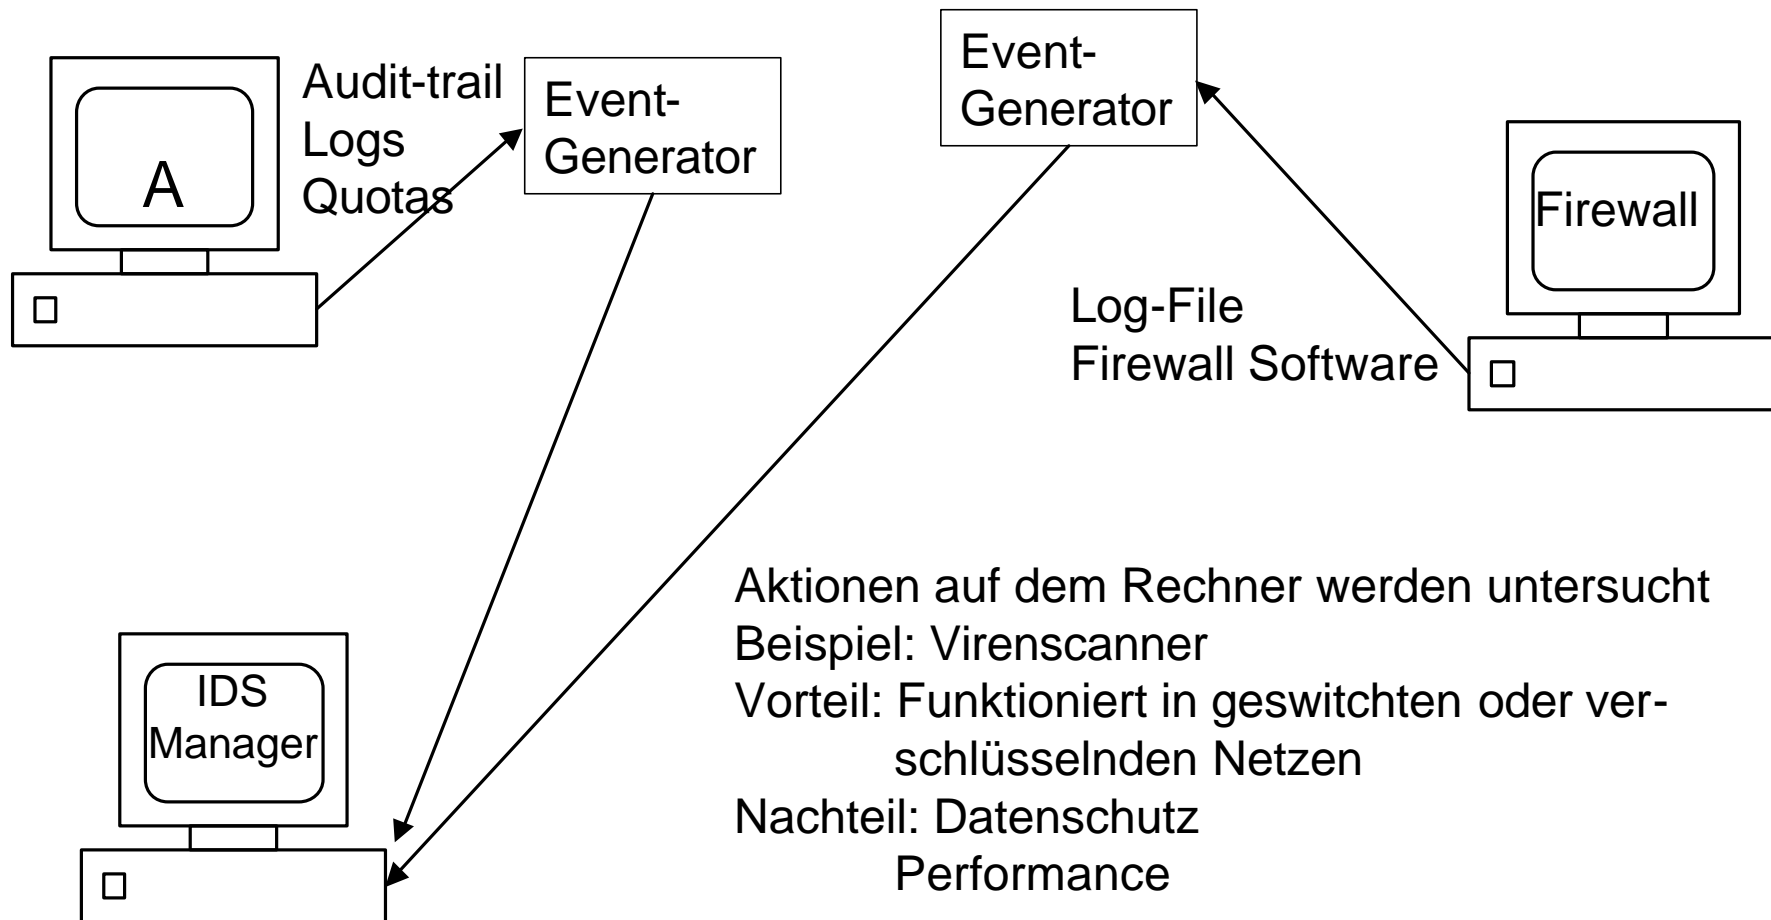 Audit-trail
Logs
Quotas
A
Event-
Generator
Event-
Generator
Firewall
Log-File
Firewall Software
IDS
Manager
Aktionen auf dem Rechner werden untersucht
Beispiel: Virenscanner
Vorteil: Funktioniert in geswitchten oder ver-
schlüsselnden Netzen
Nachteil: Datenschutz
Performance